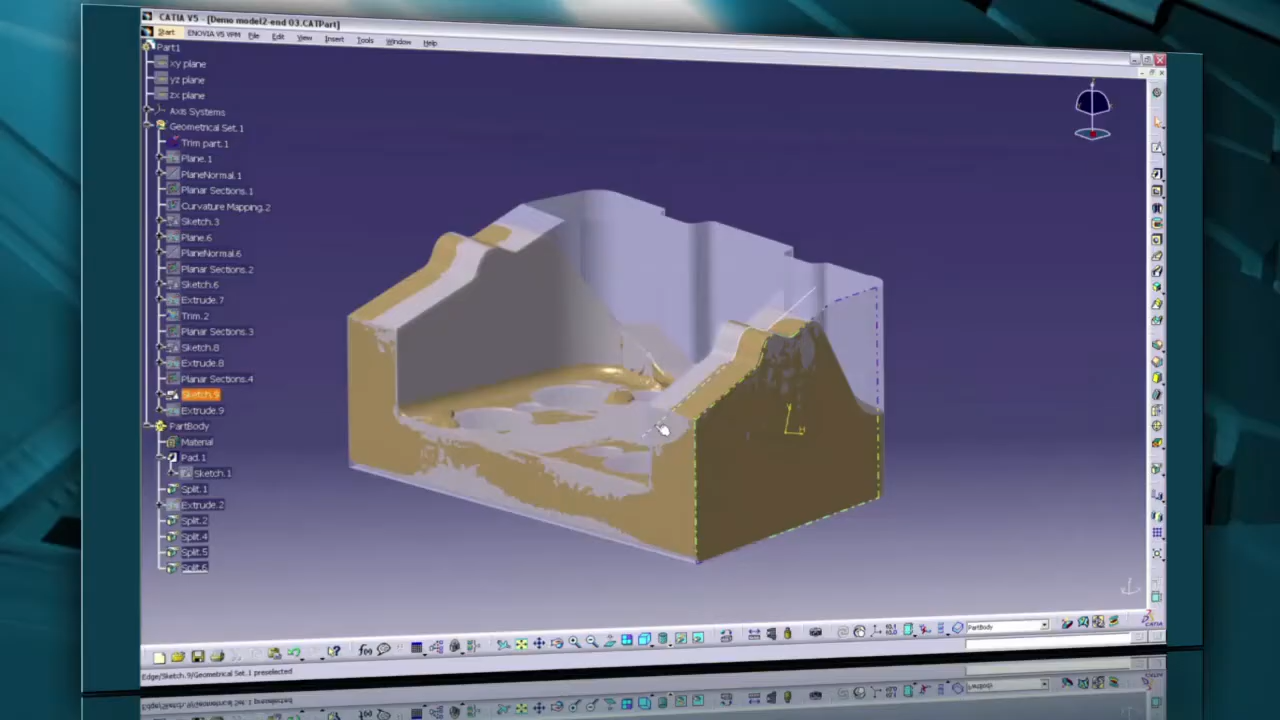 CATIA V5 - [Demo model2-end 03.CATPart]
Start ENOVIA V5 VPM File Edit View Insert Tools Window Help
Part1
xy plane
yz plane
zx plane
Axis Systems
Geometrical Set.1
Trim part.1
Plane.1
PlaneNormal.1
Planar Sections.1
Curvature Mapping.2
Sketch.3
Plane.6
PlaneNormal.6
Planar Sections.2
Sketch.6
Extrude.7
Trim.2
Planar Sections.3
Sketch.8
Extrude.8
Planar Sections.4
Sketch.9
Extrude.9
PartBody
Material
Pad.1
Sketch.1
Split.1
Extrude.2
Split.2
Split.4
Split.5
Split.6
H
PartBody
CATIA
Edge/Sketch.9/Geometrical Set.1 preselected